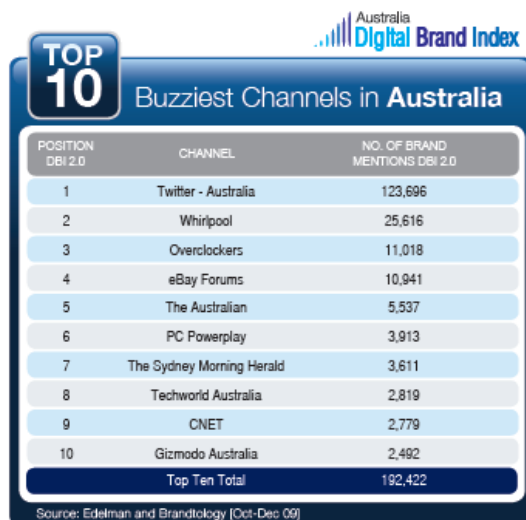 Australia
Digital Brand Index
TOP
10
Buzziest Channels in Australia
POSITION DBI 2.0 CHANNEL NO. OF BRAND MENTIONS DBI 2.0
1 Twitter - Australia 123,696
2 Whirlpool 25,616
3 Overclockers 11,018
4 eBay Forums 10,941
5 The Australian 5,537
6 PC Powerplay 3,913
7 The Sydney Morning Herald 3,611
8 Techworld Australia 2,819
9 CNET 2,779
10 Gizmodo Australia 2,492
Top Ten Total 192,422
Source: Edelman and Brandtology [Oct-Dec 09]